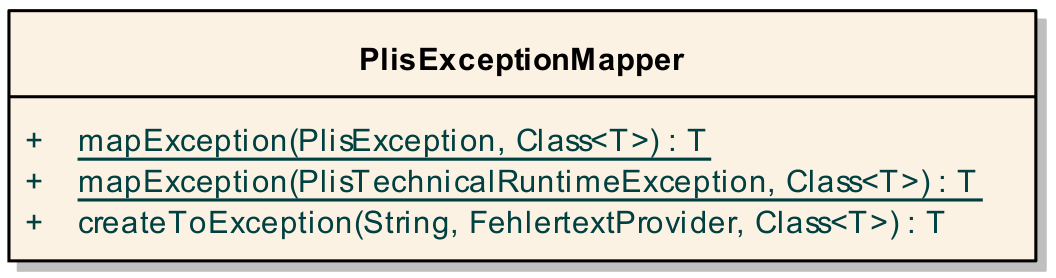 PlisExceptionMapper
+ mapException(PlisException, Class<T>) : T
+ mapException(PlisTechnicalRuntimeException, Class<T>) : T
+ createToException(String, FehlertextProvider, Class<T>) : T